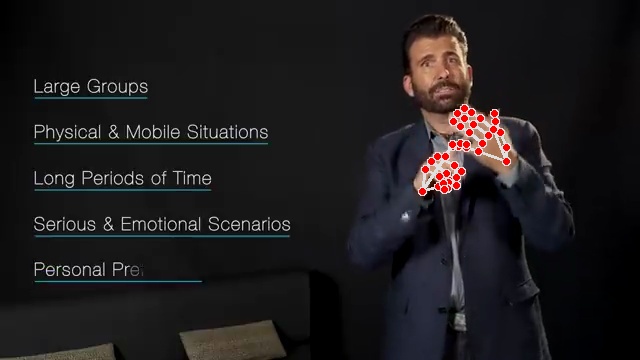 Large Groups
Physical & Mobile Situations
Long Periods of Time
Serious & Emotional Scenarios
Personal